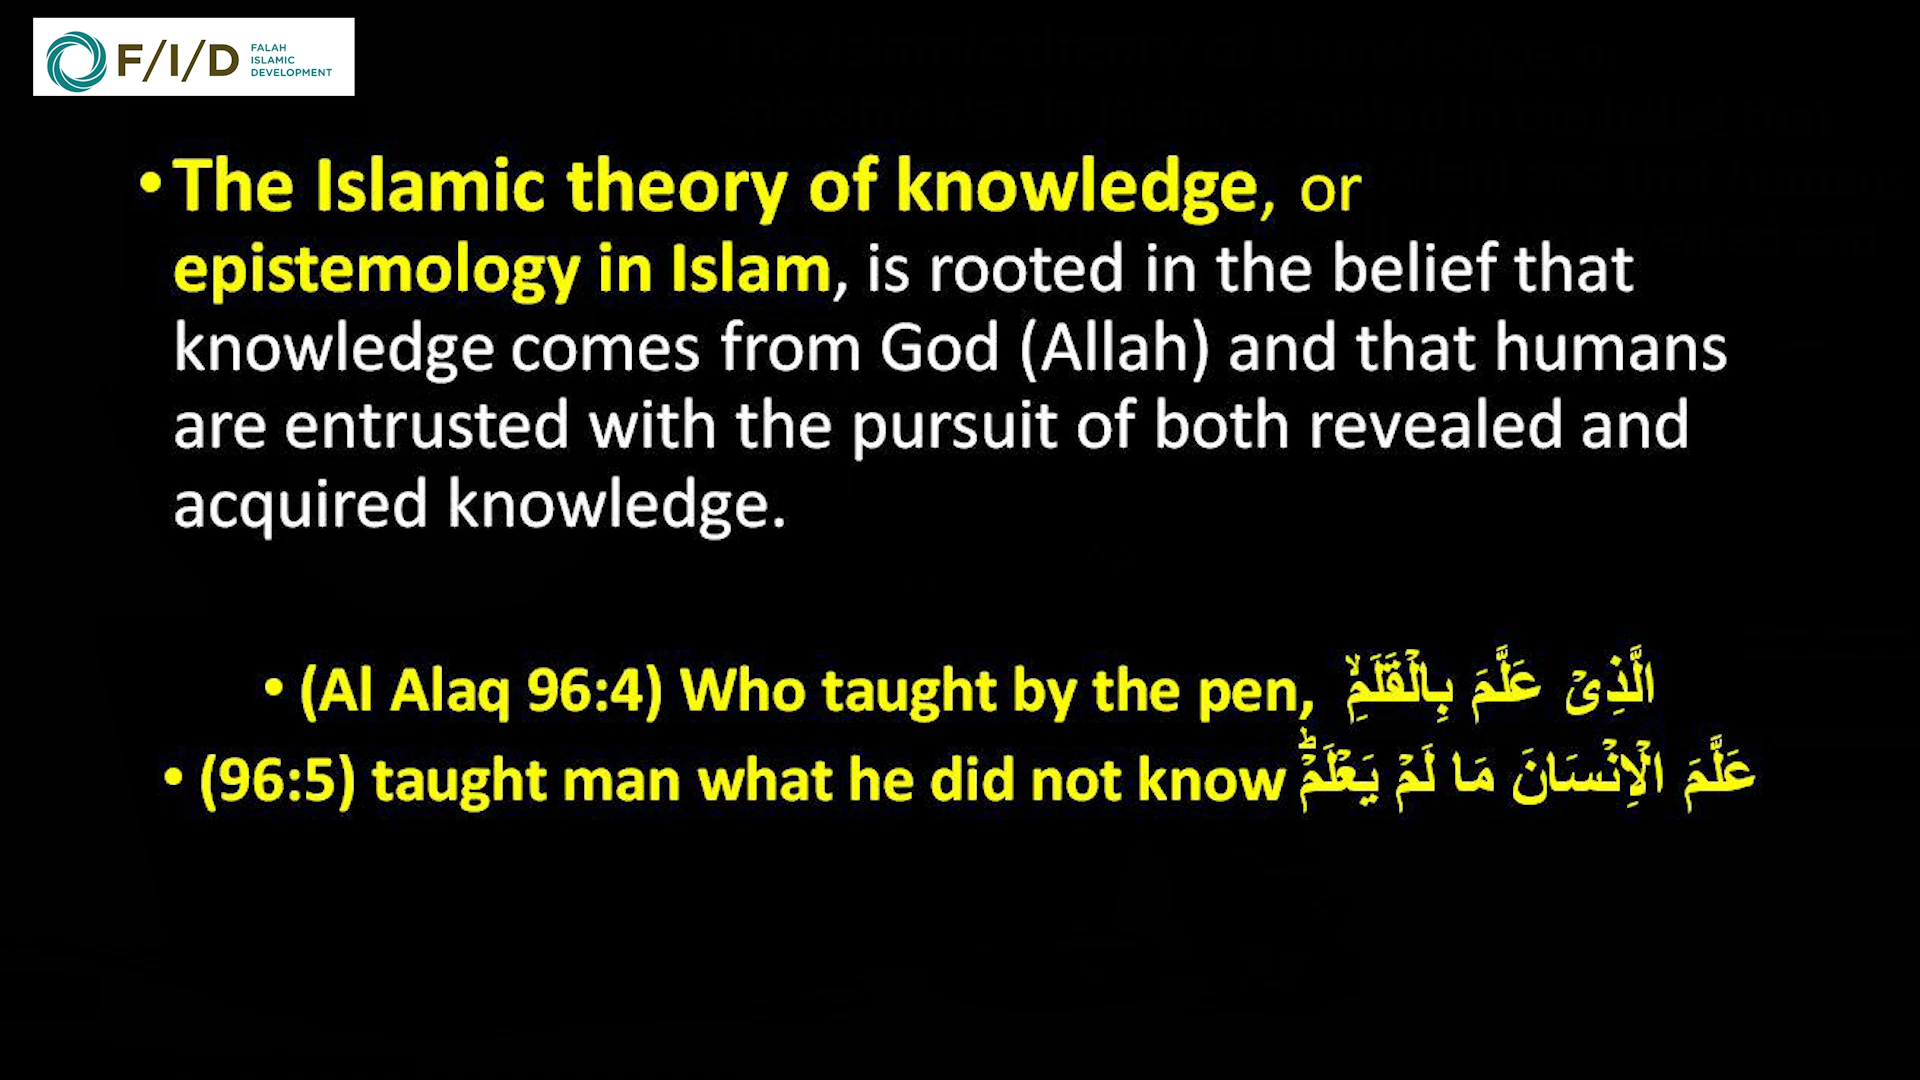 F/I/D
FALAH
ISLAMIC
DEVELOPMENT
• The Islamic theory of knowledge, or
epistemology in Islam, is rooted in the belief that
knowledge comes from God (Allah) and that humans
are entrusted with the pursuit of both revealed and
acquired knowledge.
• (Al Alaq 96:4) Who taught by the pen, الَّذِىۡ عَلَّمَ بِالۡقَلَمِۙ
• (96:5) taught man what he did not know عَلَّمَ الۡاِنۡسَانَ مَا لَمۡ يَعۡلَمۡؕ